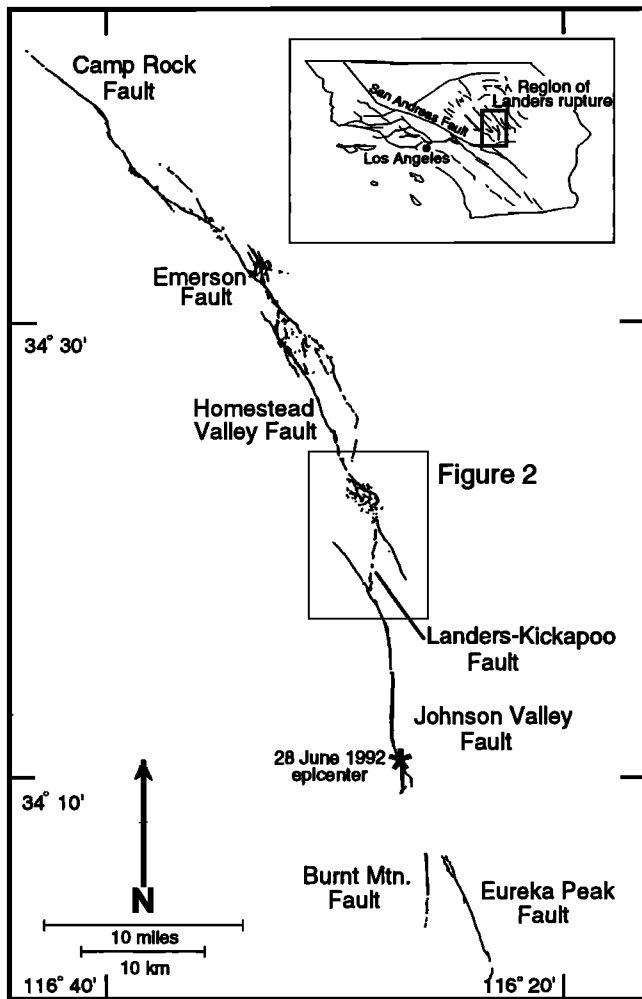 Camp Rock
Fault
San Andreas Fault
Region of
Landers rupture
Los Angeles
Emerson
Fault
34° 30'
Homestead
Valley Fault
Figure 2
Landers-Kickapoo
Fault
Johnson Valley
Fault
28 June 1992
epicenter
34° 10'
N
Burnt Mtn.
Fault
Eureka Peak
Fault
10 miles
10 km
116° 40'
116° 20'